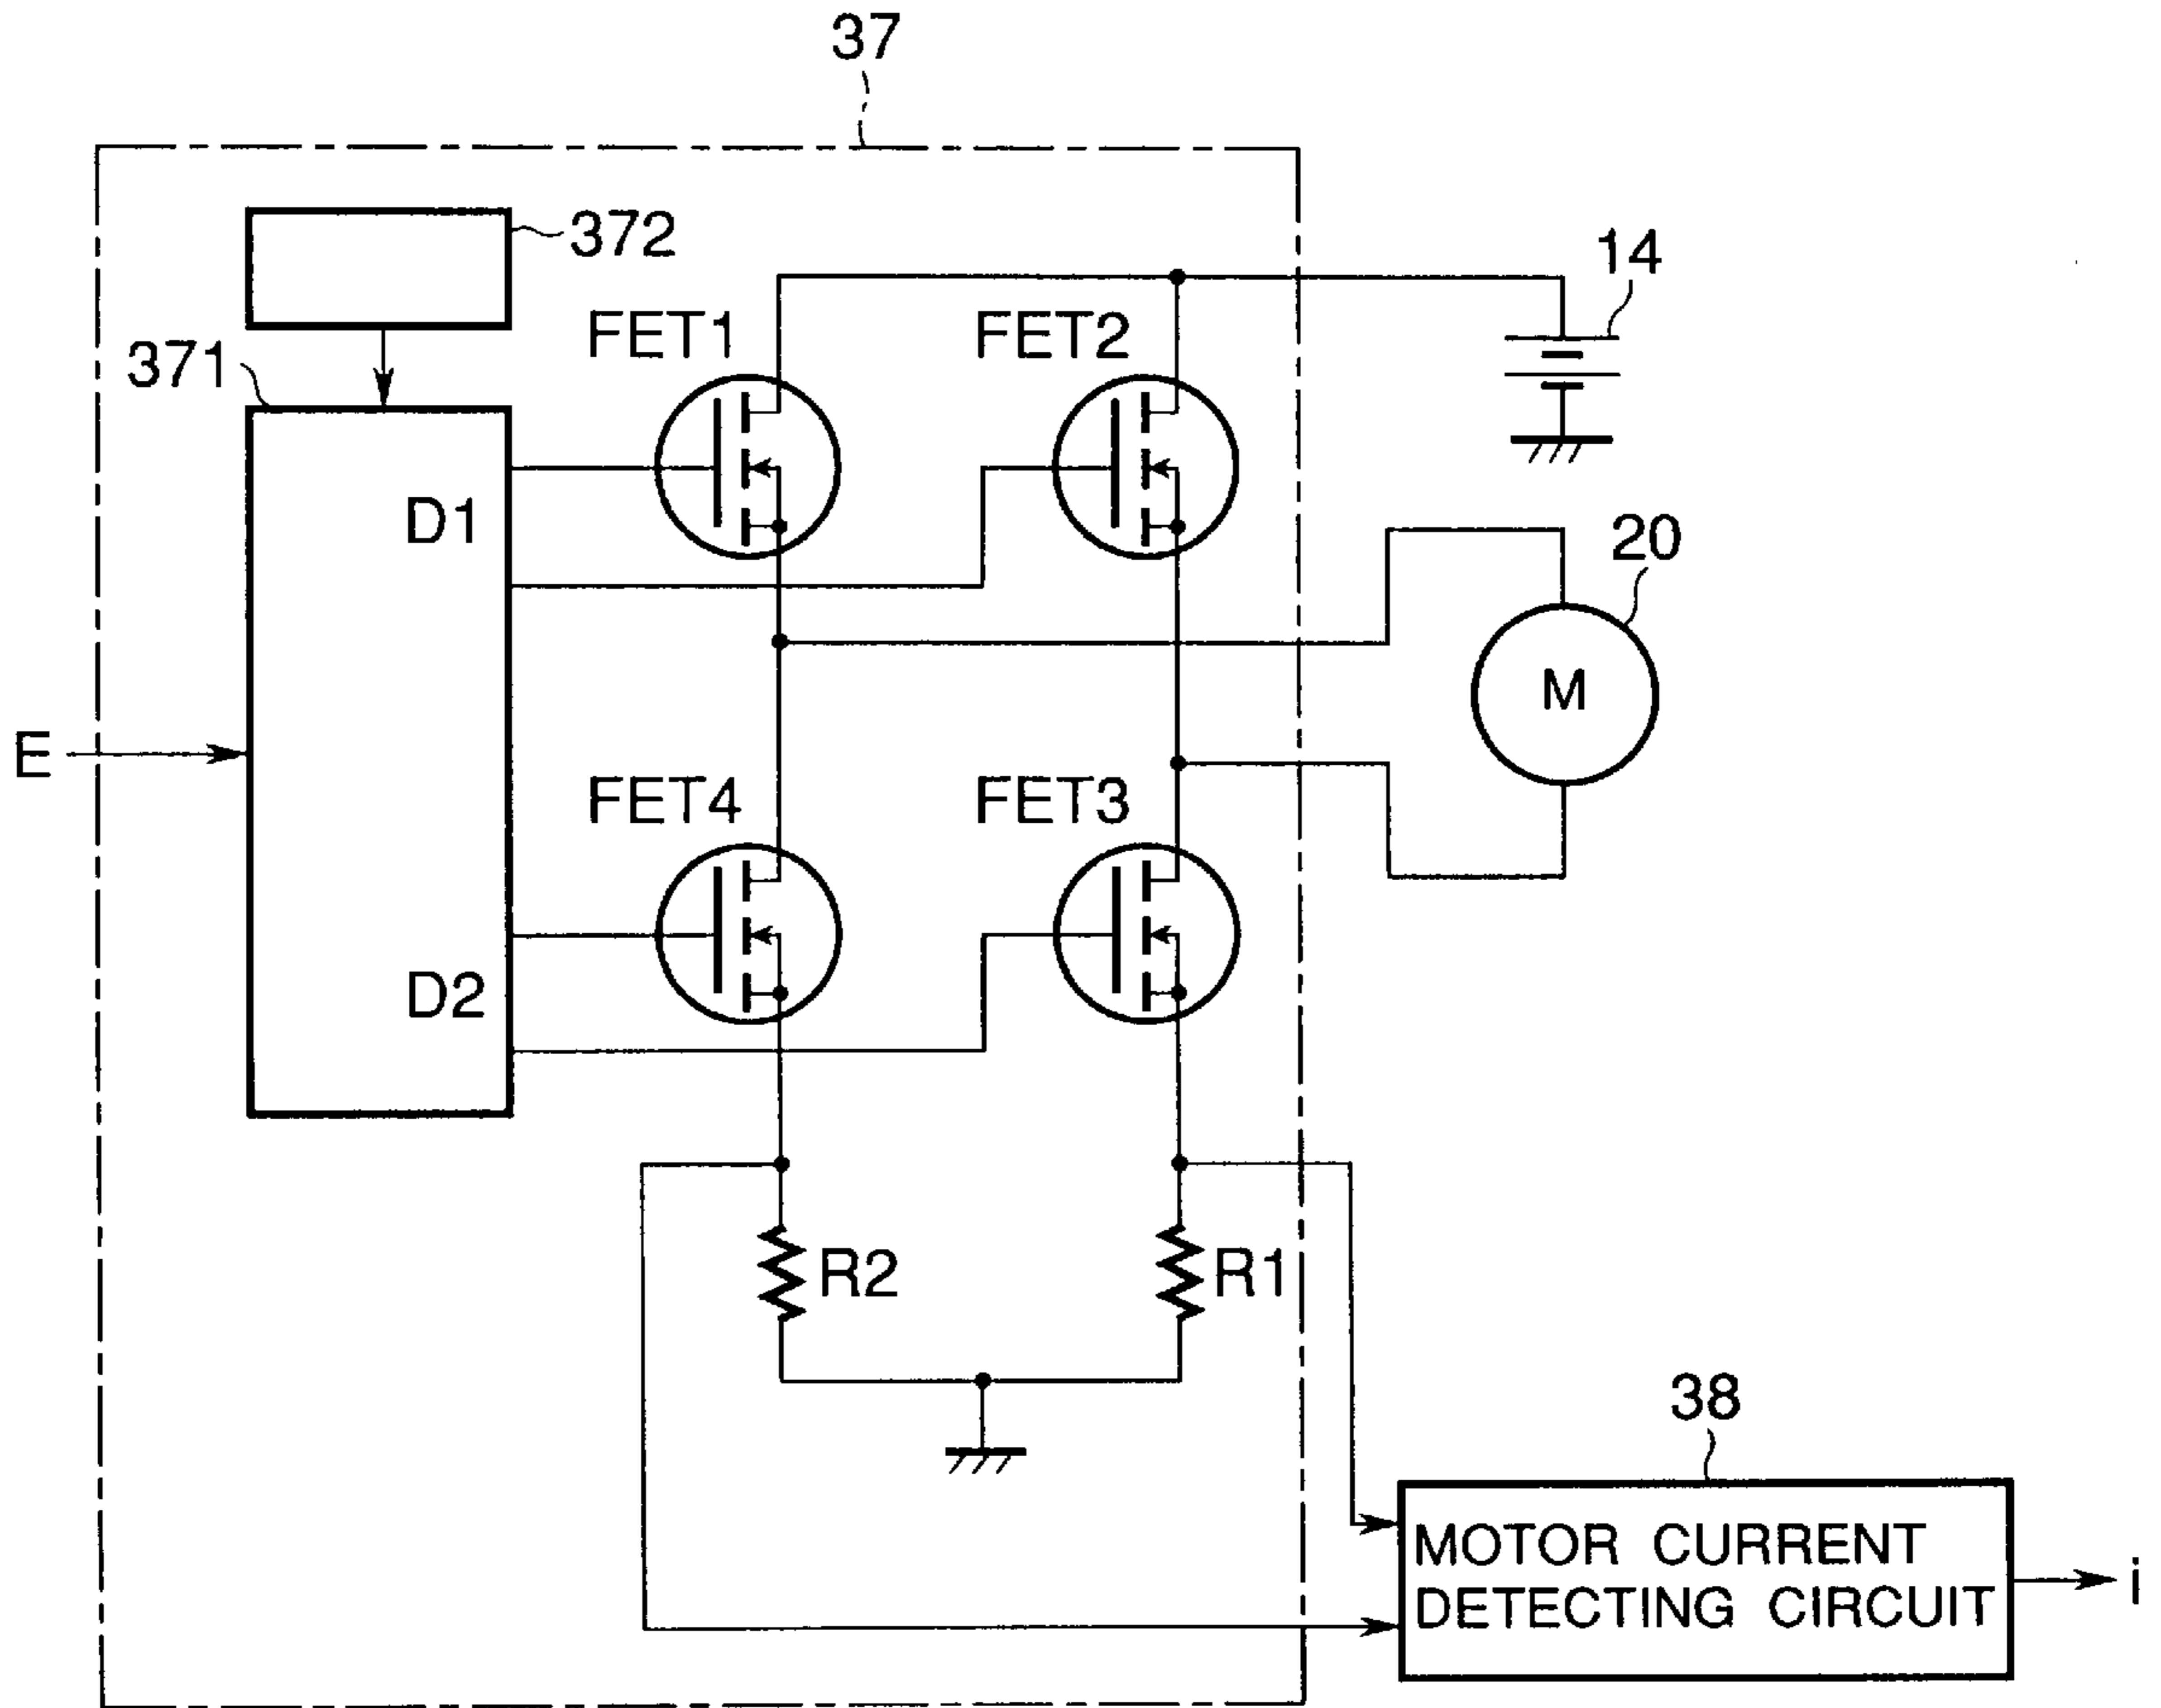 37
372
14
FET1
FET2
371
D1
20
M
E
FET4
FET3
D2
R2
R1
38
MOTOR CURRENT
DETECTING CIRCUIT
i